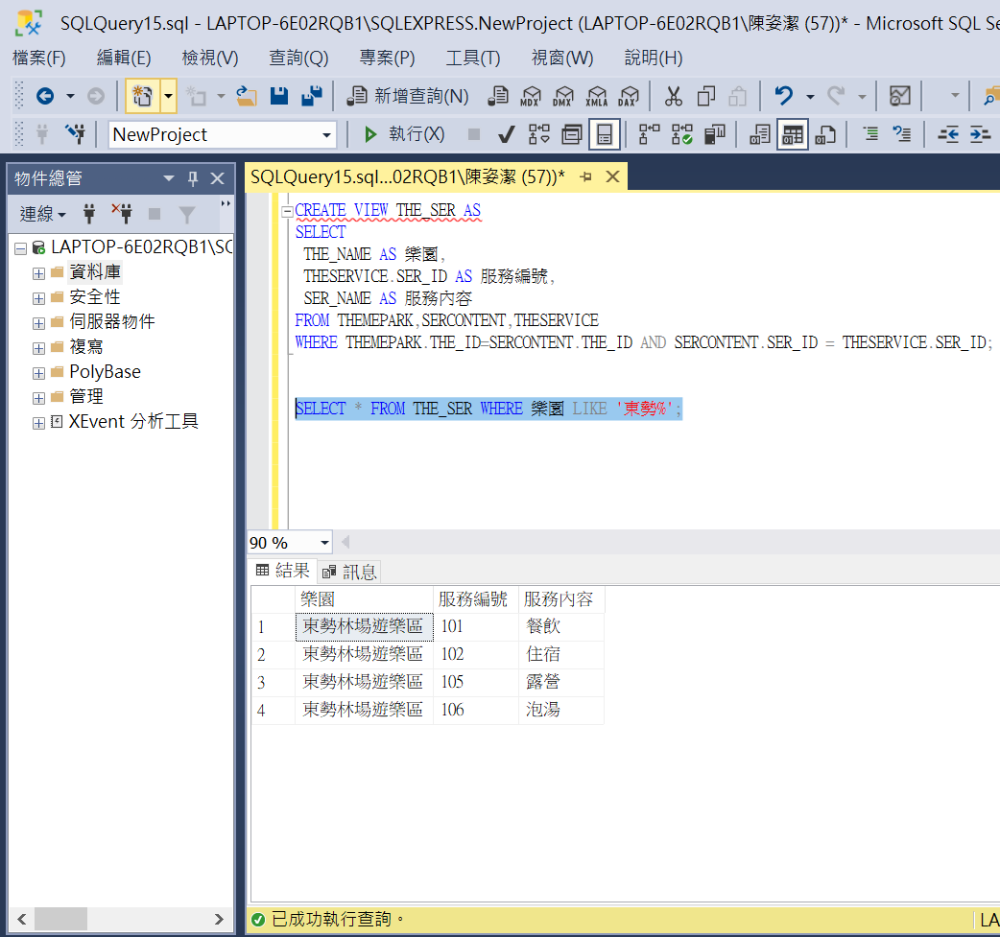 SQLQuery15.sql - LAPTOP-6E02RQB1\SQLEXPRESS.NewProject (LAPTOP-6E02RQB1\陳姿潔 (57))* - Microsoft SQL Se
檔案(F) 編輯(E) 檢視(V) 查詢(Q) 專案(P) 工具(T) 視窗(W) 說明(H)
新增查詢(N) MDX DMX XMLA DAX
NewProject 執行(X)
物件總管
連線
LAPTOP-6E02RQB1\SQ
資料庫
安全性
伺服器物件
複寫
PolyBase
管理
XEvent 分析工具
SQLQuery15.sql...02RQB1\陳姿潔 (57))*
CREATE VIEW THE_SER AS
SELECT
THE_NAME AS 樂園,
THESERVICE.SER_ID AS 服務編號,
SER_NAME AS 服務內容
FROM THEMEPARK,SERCONTENT,THESERVICE
WHERE THEMEPARK.THE_ID=SERCONTENT.THE_ID AND SERCONTENT.SER_ID = THESERVICE.SER_ID;
SELECT * FROM THE_SER WHERE 樂園 LIKE '東勢%';
90 %
結果 訊息
樂園 服務編號 服務內容
1 東勢林場遊樂區 101 餐飲
2 東勢林場遊樂區 102 住宿
3 東勢林場遊樂區 105 露營
4 東勢林場遊樂區 106 泡湯
已成功執行查詢。 LA